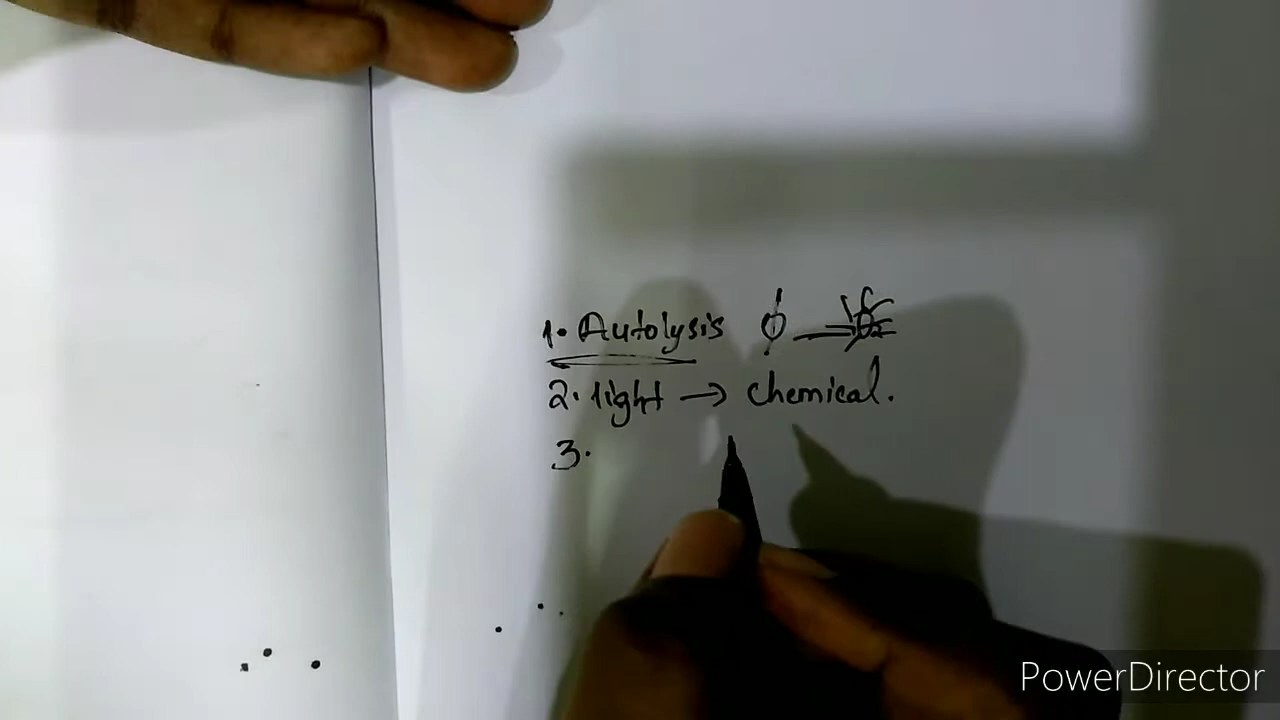 1. Autolysis
2. light → chemical.
3.
PowerDirector